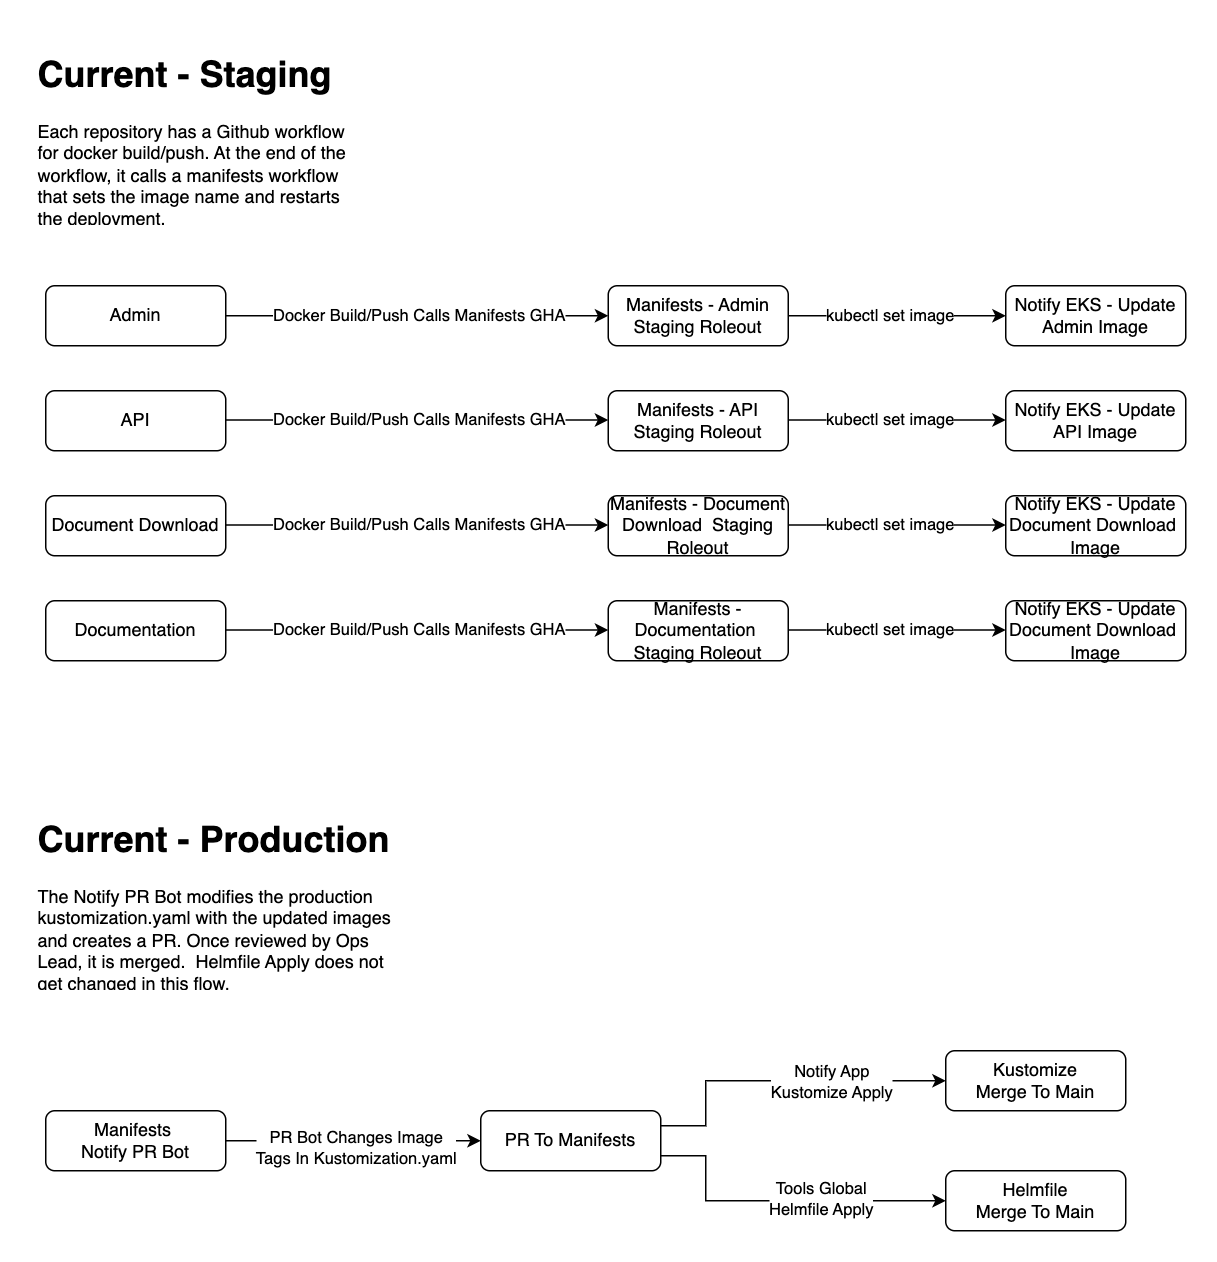 Current - Staging
Each repository has a Github workflow
for docker build/push. At the end of the
workflow, it calls a manifests workflow
that sets the image name and restarts
the deployment.
Admin
Docker Build/Push Calls Manifests GHA
Manifests - Admin
Staging Roleout
kubectl set image
Notify EKS - Update
Admin Image
API
Docker Build/Push Calls Manifests GHA
Manifests - API
Staging Roleout
kubectl set image
Notify EKS - Update
API Image
Document Download
Docker Build/Push Calls Manifests GHA
Manifests - Document
Download  Staging
Roleout
kubectl set image
Notify EKS - Update
Document Download
Image
Documentation
Docker Build/Push Calls Manifests GHA
Manifests -
Documentation
Staging Roleout
kubectl set image
Notify EKS - Update
Document Download
Image
Current - Production
The Notify PR Bot modifies the production
kustomization.yaml with the updated images
and creates a PR. Once reviewed by Ops
Lead, it is merged.  Helmfile Apply does not
get changed in this flow.
Manifests
Notify PR Bot
PR Bot Changes Image
Tags In Kustomization.yaml
PR To Manifests
Notify App
Kustomize Apply
Kustomize
Merge To Main
Tools Global
Helmfile Apply
Helmfile
Merge To Main